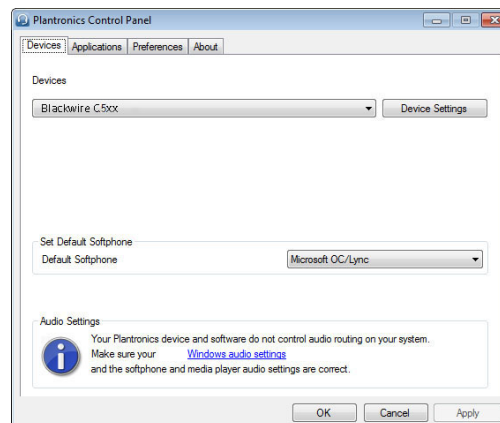 Plantronics Control Panel
Devices Applications Preferences About
Devices
Blackwire C5xx Device Settings
Set Default Softphone
Default Softphone Microsoft OC/Lync
Audio Settings
Your Plantronics device and software do not control audio routing on your system.
Make sure your Windows audio settings
and the softphone and media player audio settings are correct.
OK Cancel Apply